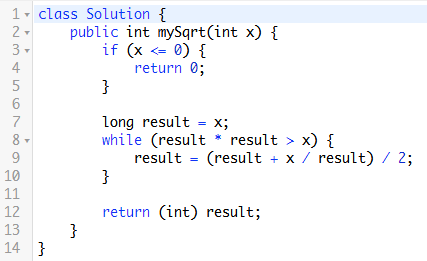 1 class Solution {
2     public int mySqrt(int x) {
3         if (x <= 0) {
4             return 0;
5         }
6
7         long result = x;
8         while (result * result > x) {
9             result = (result + x / result) / 2;
10         }
11
12         return (int) result;
13     }
14 }